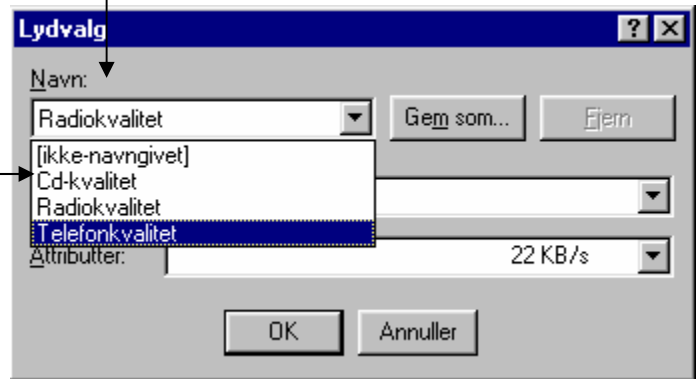 Lydvalg
Navn:
Radiokvalitet
Gem som...
Fjern
[ikke-navngivet]
Cd-kvalitet
Radiokvalitet
Telefonkvalitet
Attributter:
22 KB/s
OK
Annuller